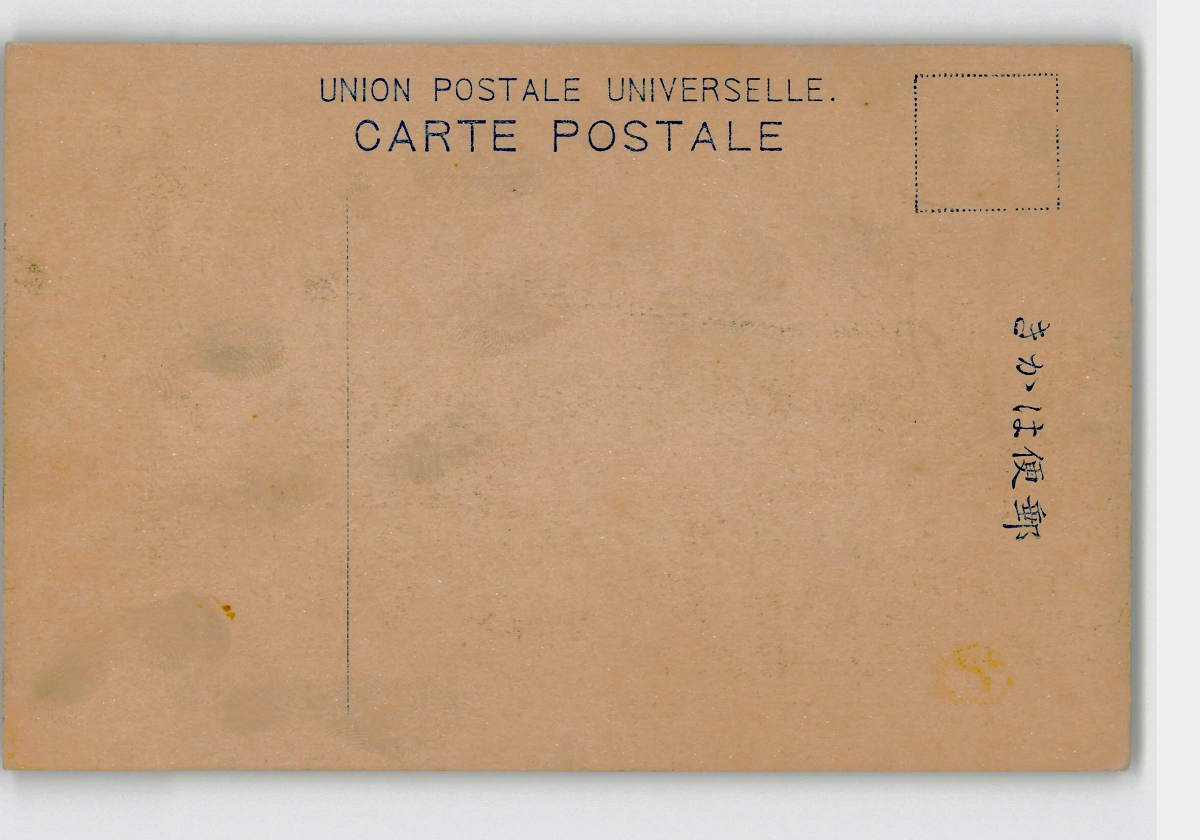 UNION POSTALE UNIVERSELLE.
CARTE POSTALE
郵便はかき